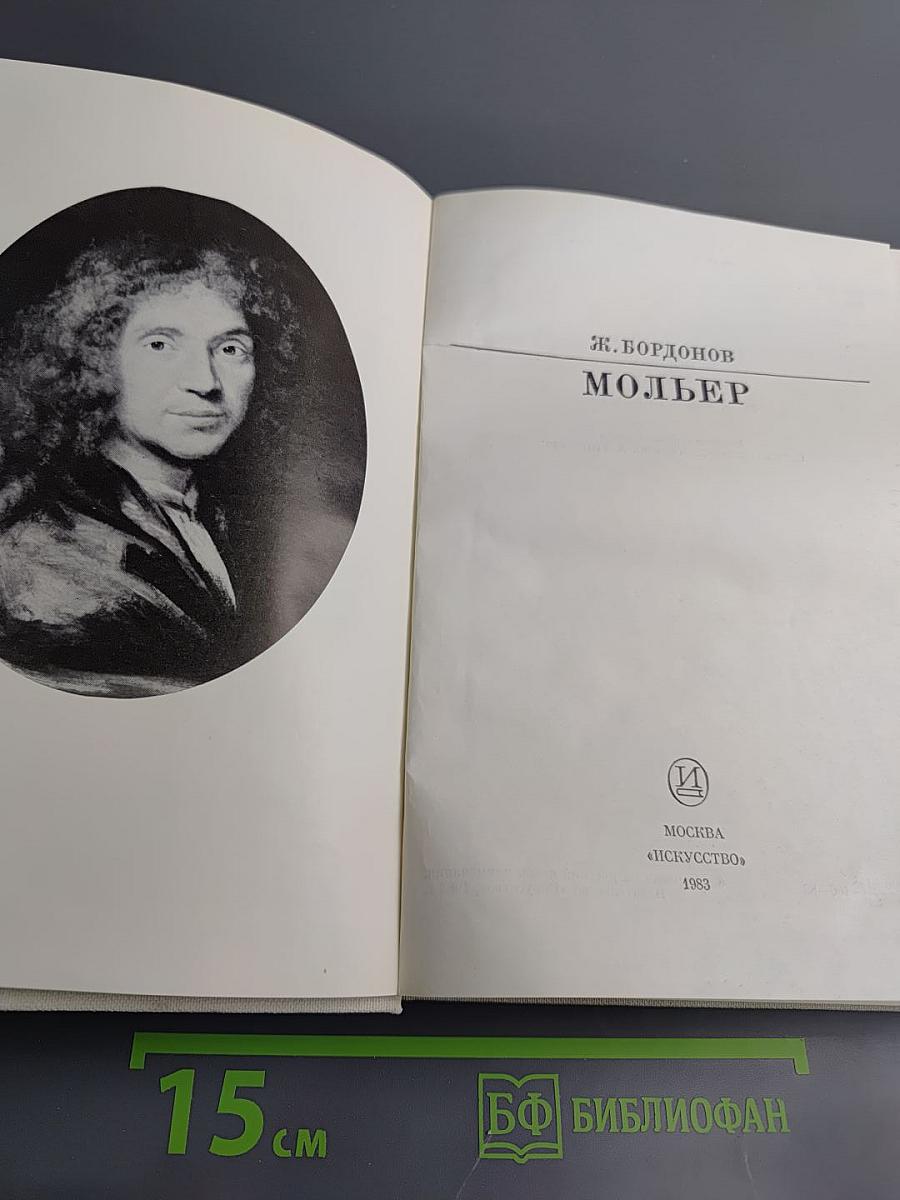 Ж. БОРДОНОВ
МОЛЬЕР
И
МОСКВА
«ИСКУССТВО»
1983
15 см
БФ БИБЛИОФАН